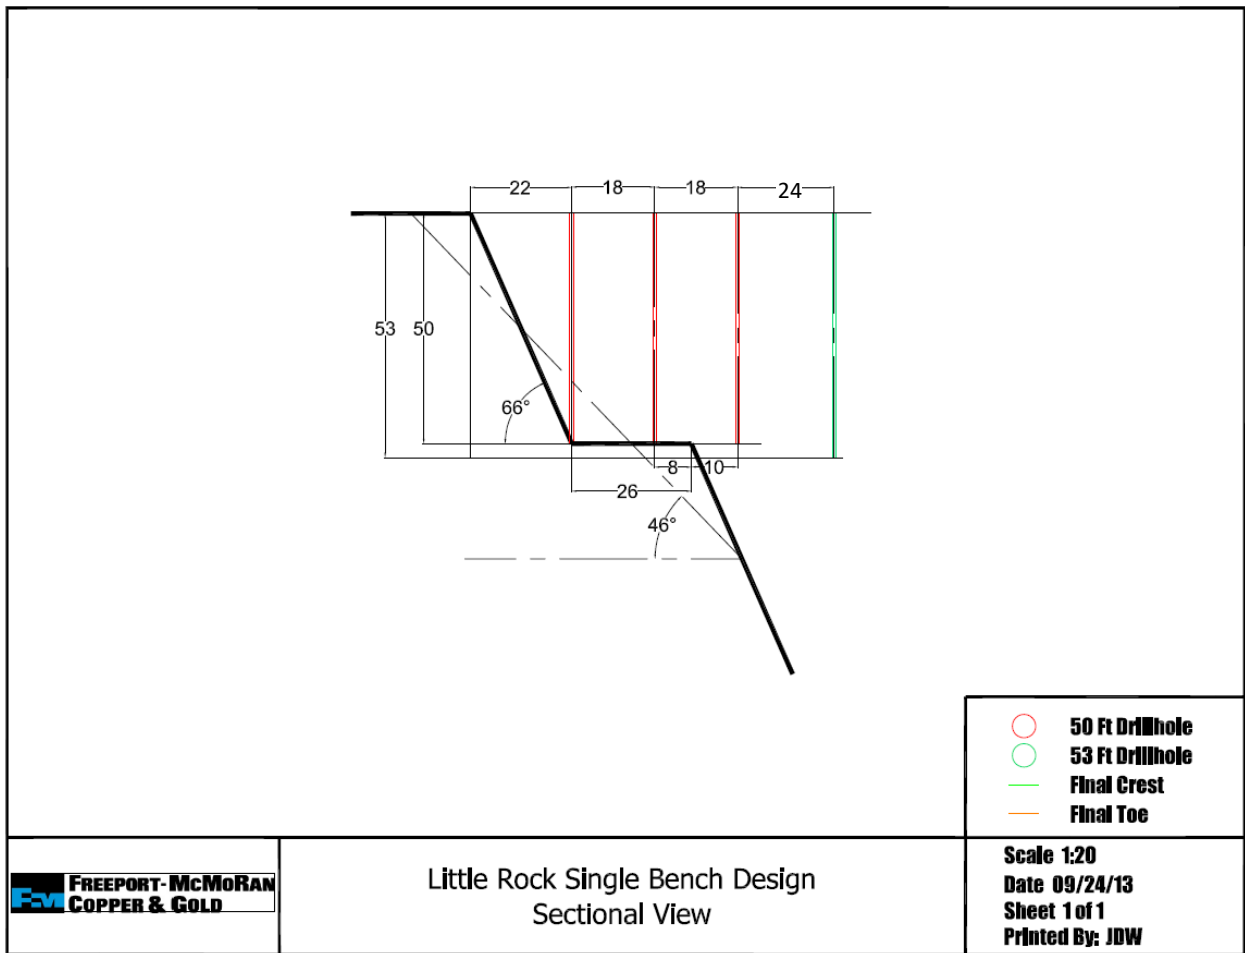 22 18 18 24
53 50
66°
8 10
26
46°
50 Ft Drillhole
53 Ft Drillhole
Final Crest
Final Toe
FREEPORT-MCMORAN
COPPER & GOLD
FM
Little Rock Single Bench Design
Sectional View
Scale 1:20
Date 09/24/13
Sheet 1 of 1
Printed By: JDW